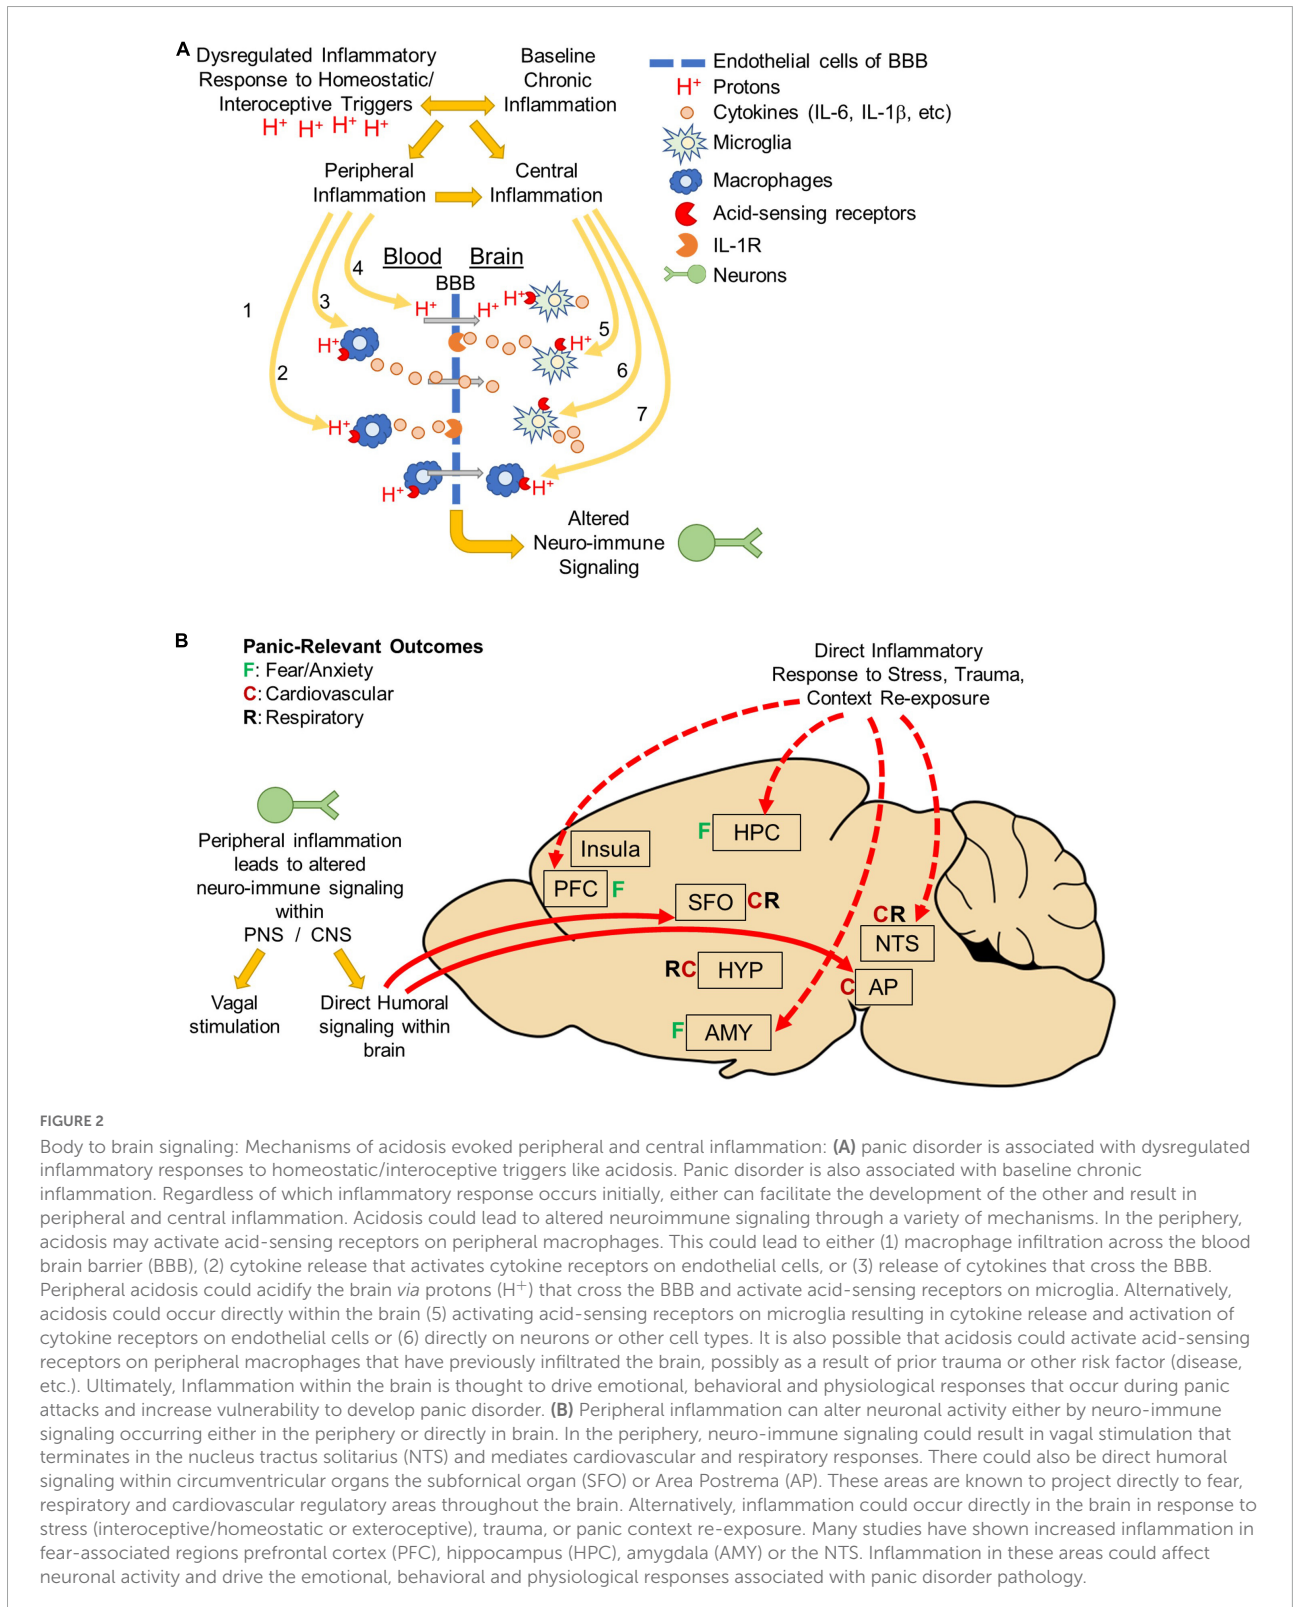 A
Dysregulated Inflammatory
Response to Homeostatic/
Interoceptive Triggers
H+ H+ H+ H+
Baseline
Chronic
Inflammation
Endothelial cells of BBB
H+ Protons
Cytokines (IL-6, IL-1β, etc)
Microglia
Macrophages
Acid-sensing receptors
IL-1R
Neurons
Peripheral
Inflammation
Central
Inflammation
Blood
Brain
BBB
1
2
3
4
5
6
7
H+
H+
H+
H+
H+
H+
H+
H+
Altered
Neuro-immune
Signaling
B
Panic-Relevant Outcomes
F: Fear/Anxiety
C: Cardiovascular
R: Respiratory
Direct Inflammatory
Response to Stress, Trauma,
Context Re-exposure
Peripheral inflammation
leads to altered
neuro-immune signaling
within
PNS / CNS
Vagal
stimulation
Direct Humoral
signaling within
brain
F HPC
Insula
PFC F
SFO CR
CR
NTS
RC HYP
C AP
F AMY
FIGURE 2
Body to brain signaling: Mechanisms of acidosis evoked peripheral and central inflammation: (A) panic disorder is associated with dysregulated
inflammatory responses to homeostatic/interoceptive triggers like acidosis. Panic disorder is also associated with baseline chronic
inflammation. Regardless of which inflammatory response occurs initially, either can facilitate the development of the other and result in
peripheral and central inflammation. Acidosis could lead to altered neuroimmune signaling through a variety of mechanisms. In the periphery,
acidosis may activate acid-sensing receptors on peripheral macrophages. This could lead to either (1) macrophage infiltration across the blood
brain barrier (BBB), (2) cytokine release that activates cytokine receptors on endothelial cells, or (3) release of cytokines that cross the BBB.
Peripheral acidosis could acidify the brain via protons (H+) that cross the BBB and activate acid-sensing receptors on microglia. Alternatively,
acidosis could occur directly within the brain (5) activating acid-sensing receptors on microglia resulting in cytokine release and activation of
cytokine receptors on endothelial cells or (6) directly on neurons or other cell types. It is also possible that acidosis could activate acid-sensing
receptors on peripheral macrophages that have previously infiltrated the brain, possibly as a result of prior trauma or other risk factor (disease,
etc.). Ultimately, Inflammation within the brain is thought to drive emotional, behavioral and physiological responses that occur during panic
attacks and increase vulnerability to develop panic disorder. (B) Peripheral inflammation can alter neuronal activity either by neuro-immune
signaling occurring either in the periphery or directly in brain. In the periphery, neuro-immune signaling could result in vagal stimulation that
terminates in the nucleus tractus solitarius (NTS) and mediates cardiovascular and respiratory responses. There could also be direct humoral
signaling within circumventricular organs the subfornical organ (SFO) or Area Postrema (AP). These areas are known to project directly to fear,
respiratory and cardiovascular regulatory areas throughout the brain. Alternatively, inflammation could occur directly in the brain in response to
stress (interoceptive/homeostatic or exteroceptive), trauma, or panic context re-exposure. Many studies have shown increased inflammation in
fear-associated regions prefrontal cortex (PFC), hippocampus (HPC), amygdala (AMY) or the NTS. Inflammation in these areas could affect
neuronal activity and drive the emotional, behavioral and physiological responses associated with panic disorder pathology.